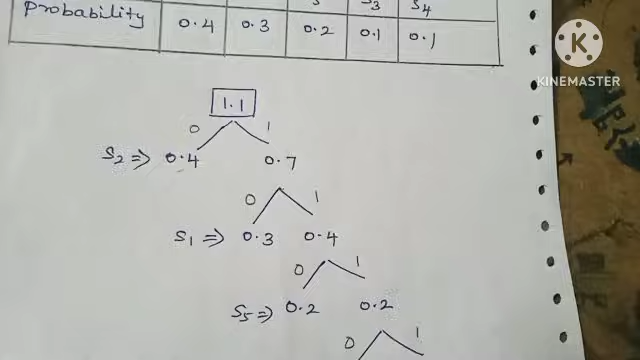 S3 S4
Probability 0.4 0.3 0.2 0.1 0.1
KINEMASTER
1.1
0 1
S2 => 0.4 0.7
0 1
S1 => 0.3 0.4
0 1
S5 => 0.2 0.2
0 1